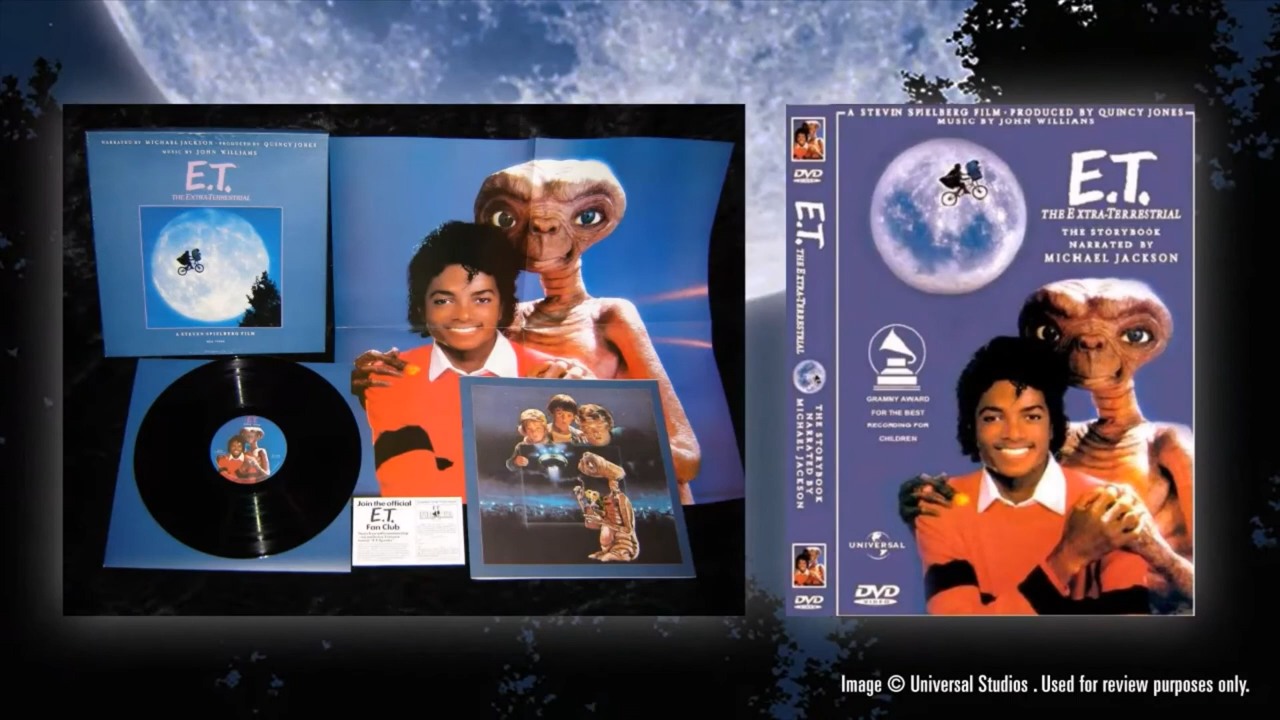 NARRATED BY MICHAEL JACKSON · PRODUCED BY QUINCY JONES
MUSIC BY JOHN WILLIAMS
E.T.
THE EXTRA-TERRESTRIAL
A STEVEN SPIELBERG FILM
Join the official
E.T.
Fan Club
DVD
VIDEO
E.T. THE EXTRA-TERRESTRIAL
THE STORYBOOK
NARRATED BY
MICHAEL JACKSON
DVD
VIDEO
A STEVEN SPIELBERG FILM · PRODUCED BY QUINCY JONES
MUSIC BY JOHN WILLIANS
E.T.
THE EXTRA-TERRESTRIAL
THE STORYBOOK
NARRATED BY
MICHAEL JACKSON
GRAMMY AWARD
FOR THE BEST
RECORDING FOR
CHILDREN
UNIVERSAL
DVD
VIDEO
Image © Universal Studios . Used for review purposes only.